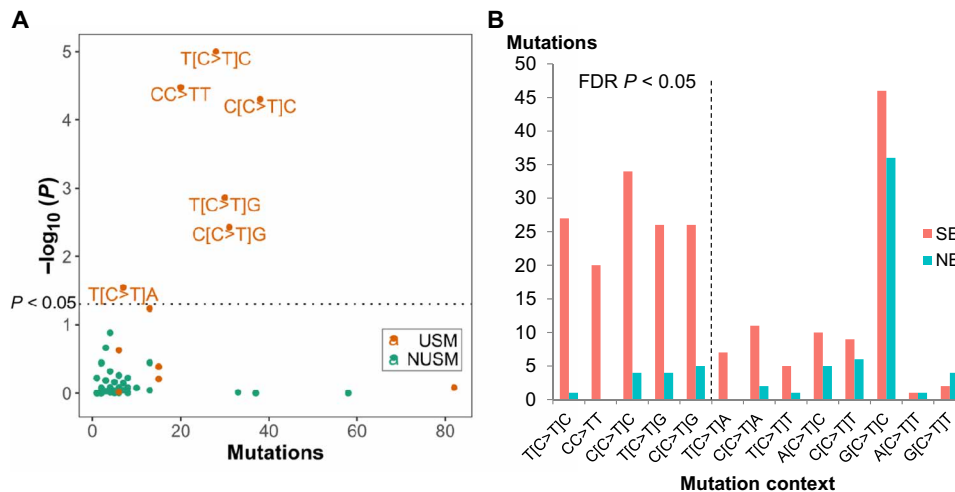 A
5
4
3
2
1
0
−log10 (P)
T[C>T]C
CC>TT
C[C>T]C
T[C>T]G
C[C>T]G
T[C>T]A
P < 0.05
a USM
a NUSM
0 20 40 60 80
Mutations
B
Mutations
50
45
40
35
30
25
20
15
10
5
0
FDR P < 0.05
SE
NE
T[C>T]C
CC>TT
C[C>T]C
T[C>T]G
C[C>T]G
T[C>T]A
C[C>T]A
T[C>T]T
A[C>T]C
C[C>T]T
G[C>T]C
A[C>T]T
G[C>T]T
Mutation context